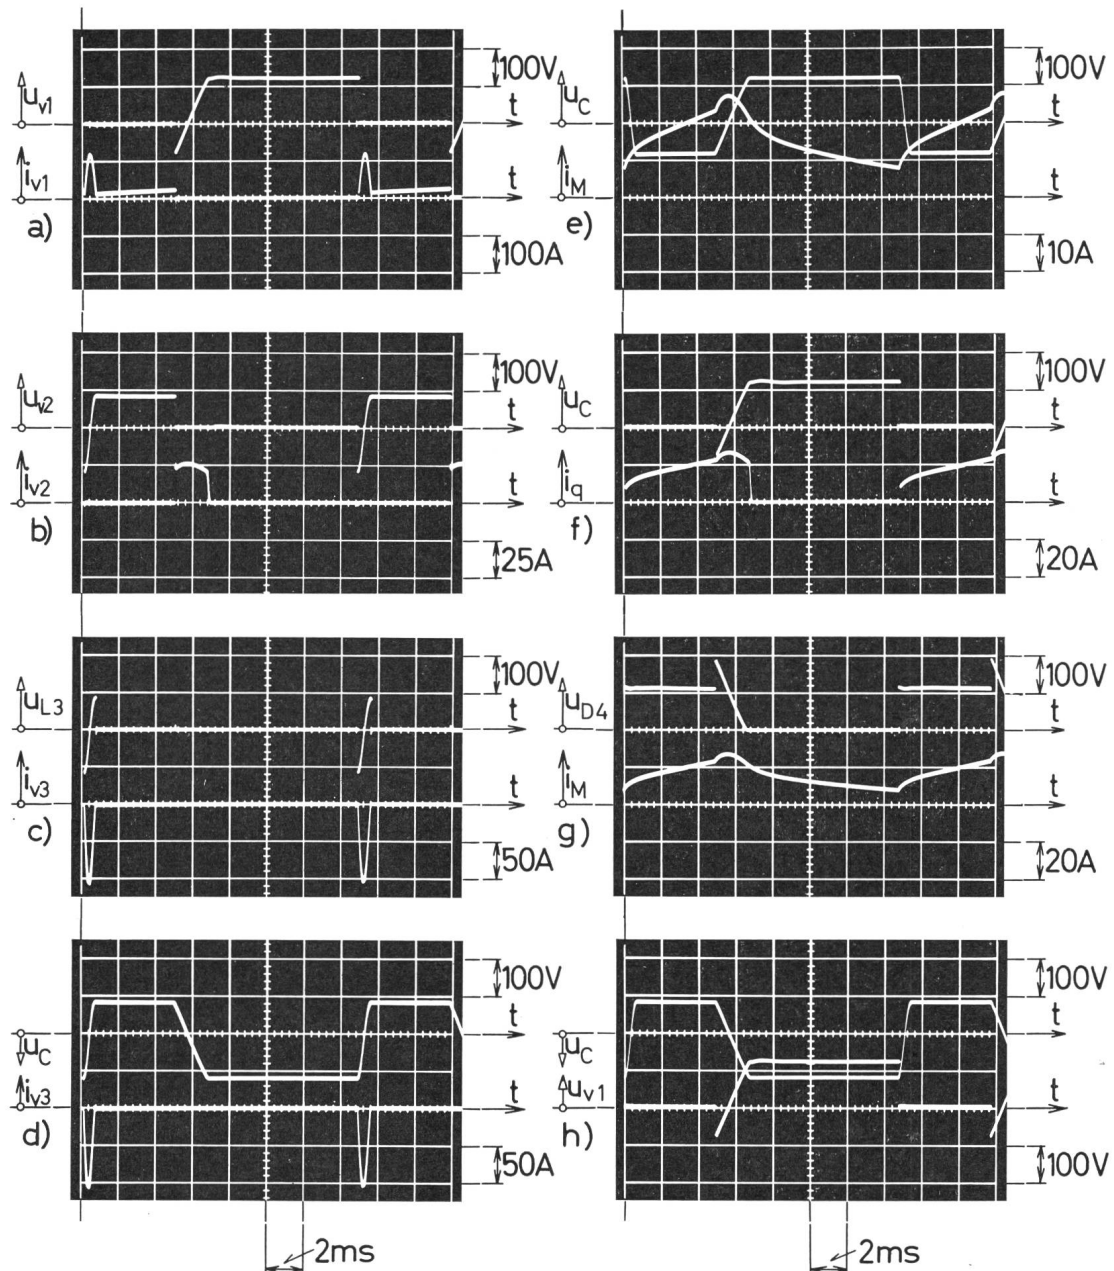 100V
u_v1
t
i_v1
t
a)
100A
100V
u_C
t
i_M
t
e)
10A
100V
u_v2
t
i_v2
t
b)
25A
100V
u_C
t
i_q
t
f)
20A
100V
u_L3
t
i_v3
t
c)
50A
100V
u_D4
t
i_M
t
g)
20A
100V
t
u_C
i_v3
t
d)
50A
100V
t
u_C
u_v1
t
h)
100V
2ms
2ms